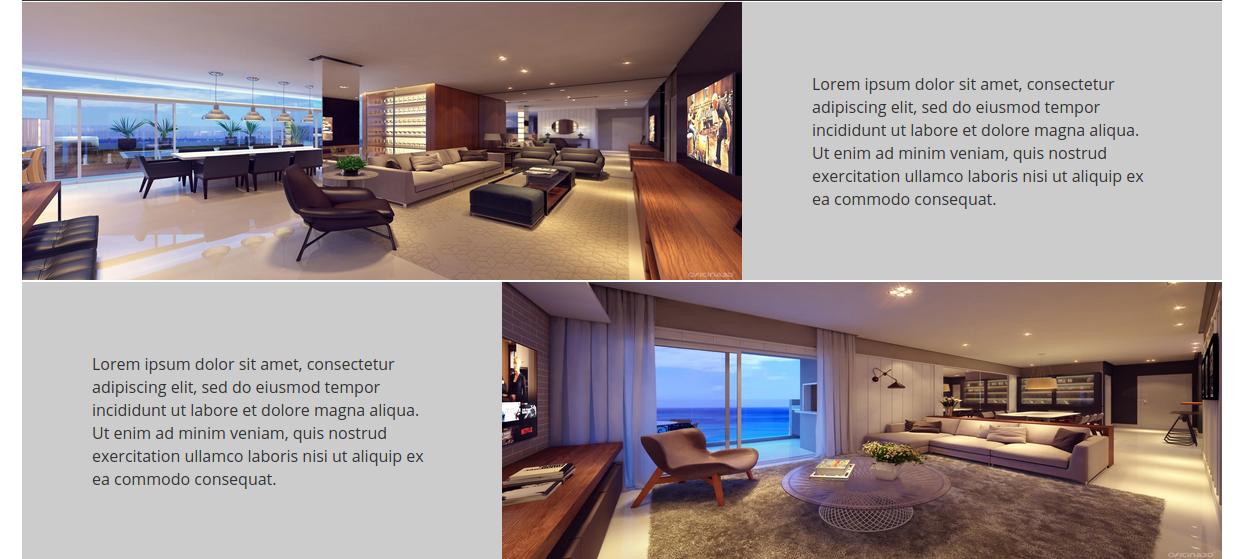 Lorem ipsum dolor sit amet, consectetur
adipiscing elit, sed do eiusmod tempor
incididunt ut labore et dolore magna aliqua.
Ut enim ad minim veniam, quis nostrud
exercitation ullamco laboris nisi ut aliquip ex
ea commodo consequat.
Lorem ipsum dolor sit amet, consectetur
adipiscing elit, sed do eiusmod tempor
incididunt ut labore et dolore magna aliqua.
Ut enim ad minim veniam, quis nostrud
exercitation ullamco laboris nisi ut aliquip ex
ea commodo consequat.
NETFLIX